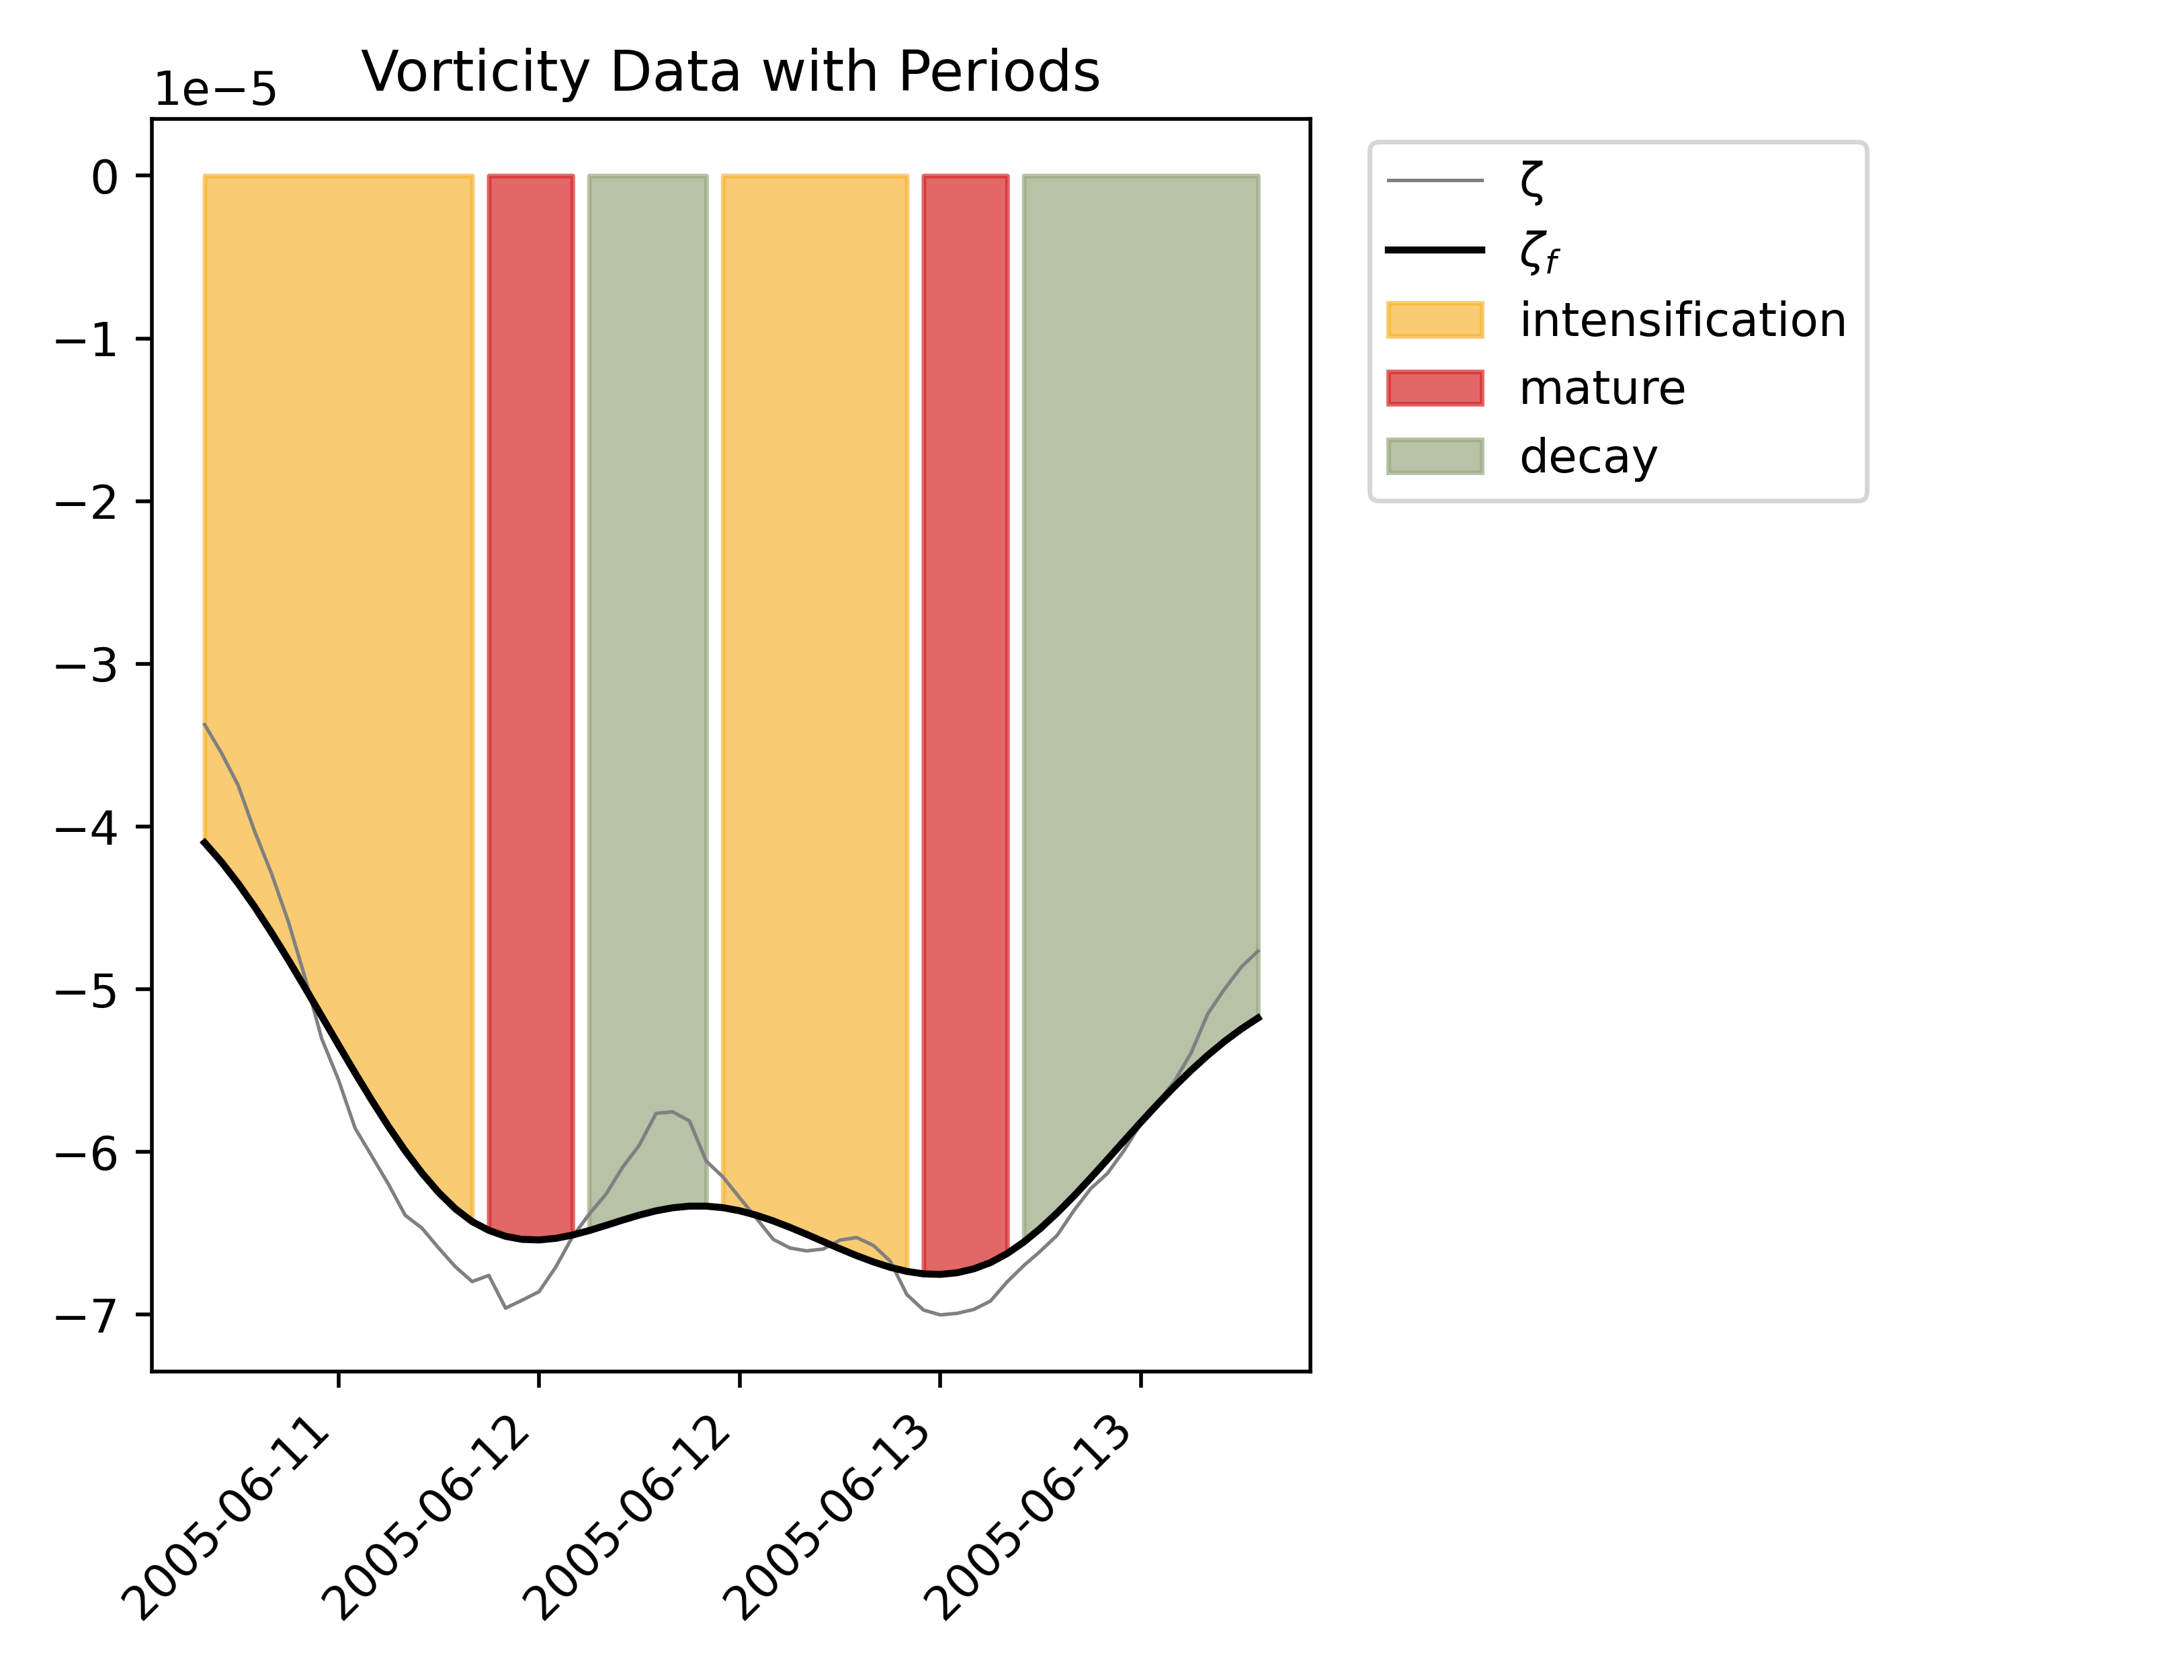 Vorticity Data with Periods
1e−5
0
−1
−2
−3
−4
−5
−6
−7
2005-06-11
2005-06-12
2005-06-12
2005-06-13
2005-06-13
ζ
ζf
intensification
mature
decay